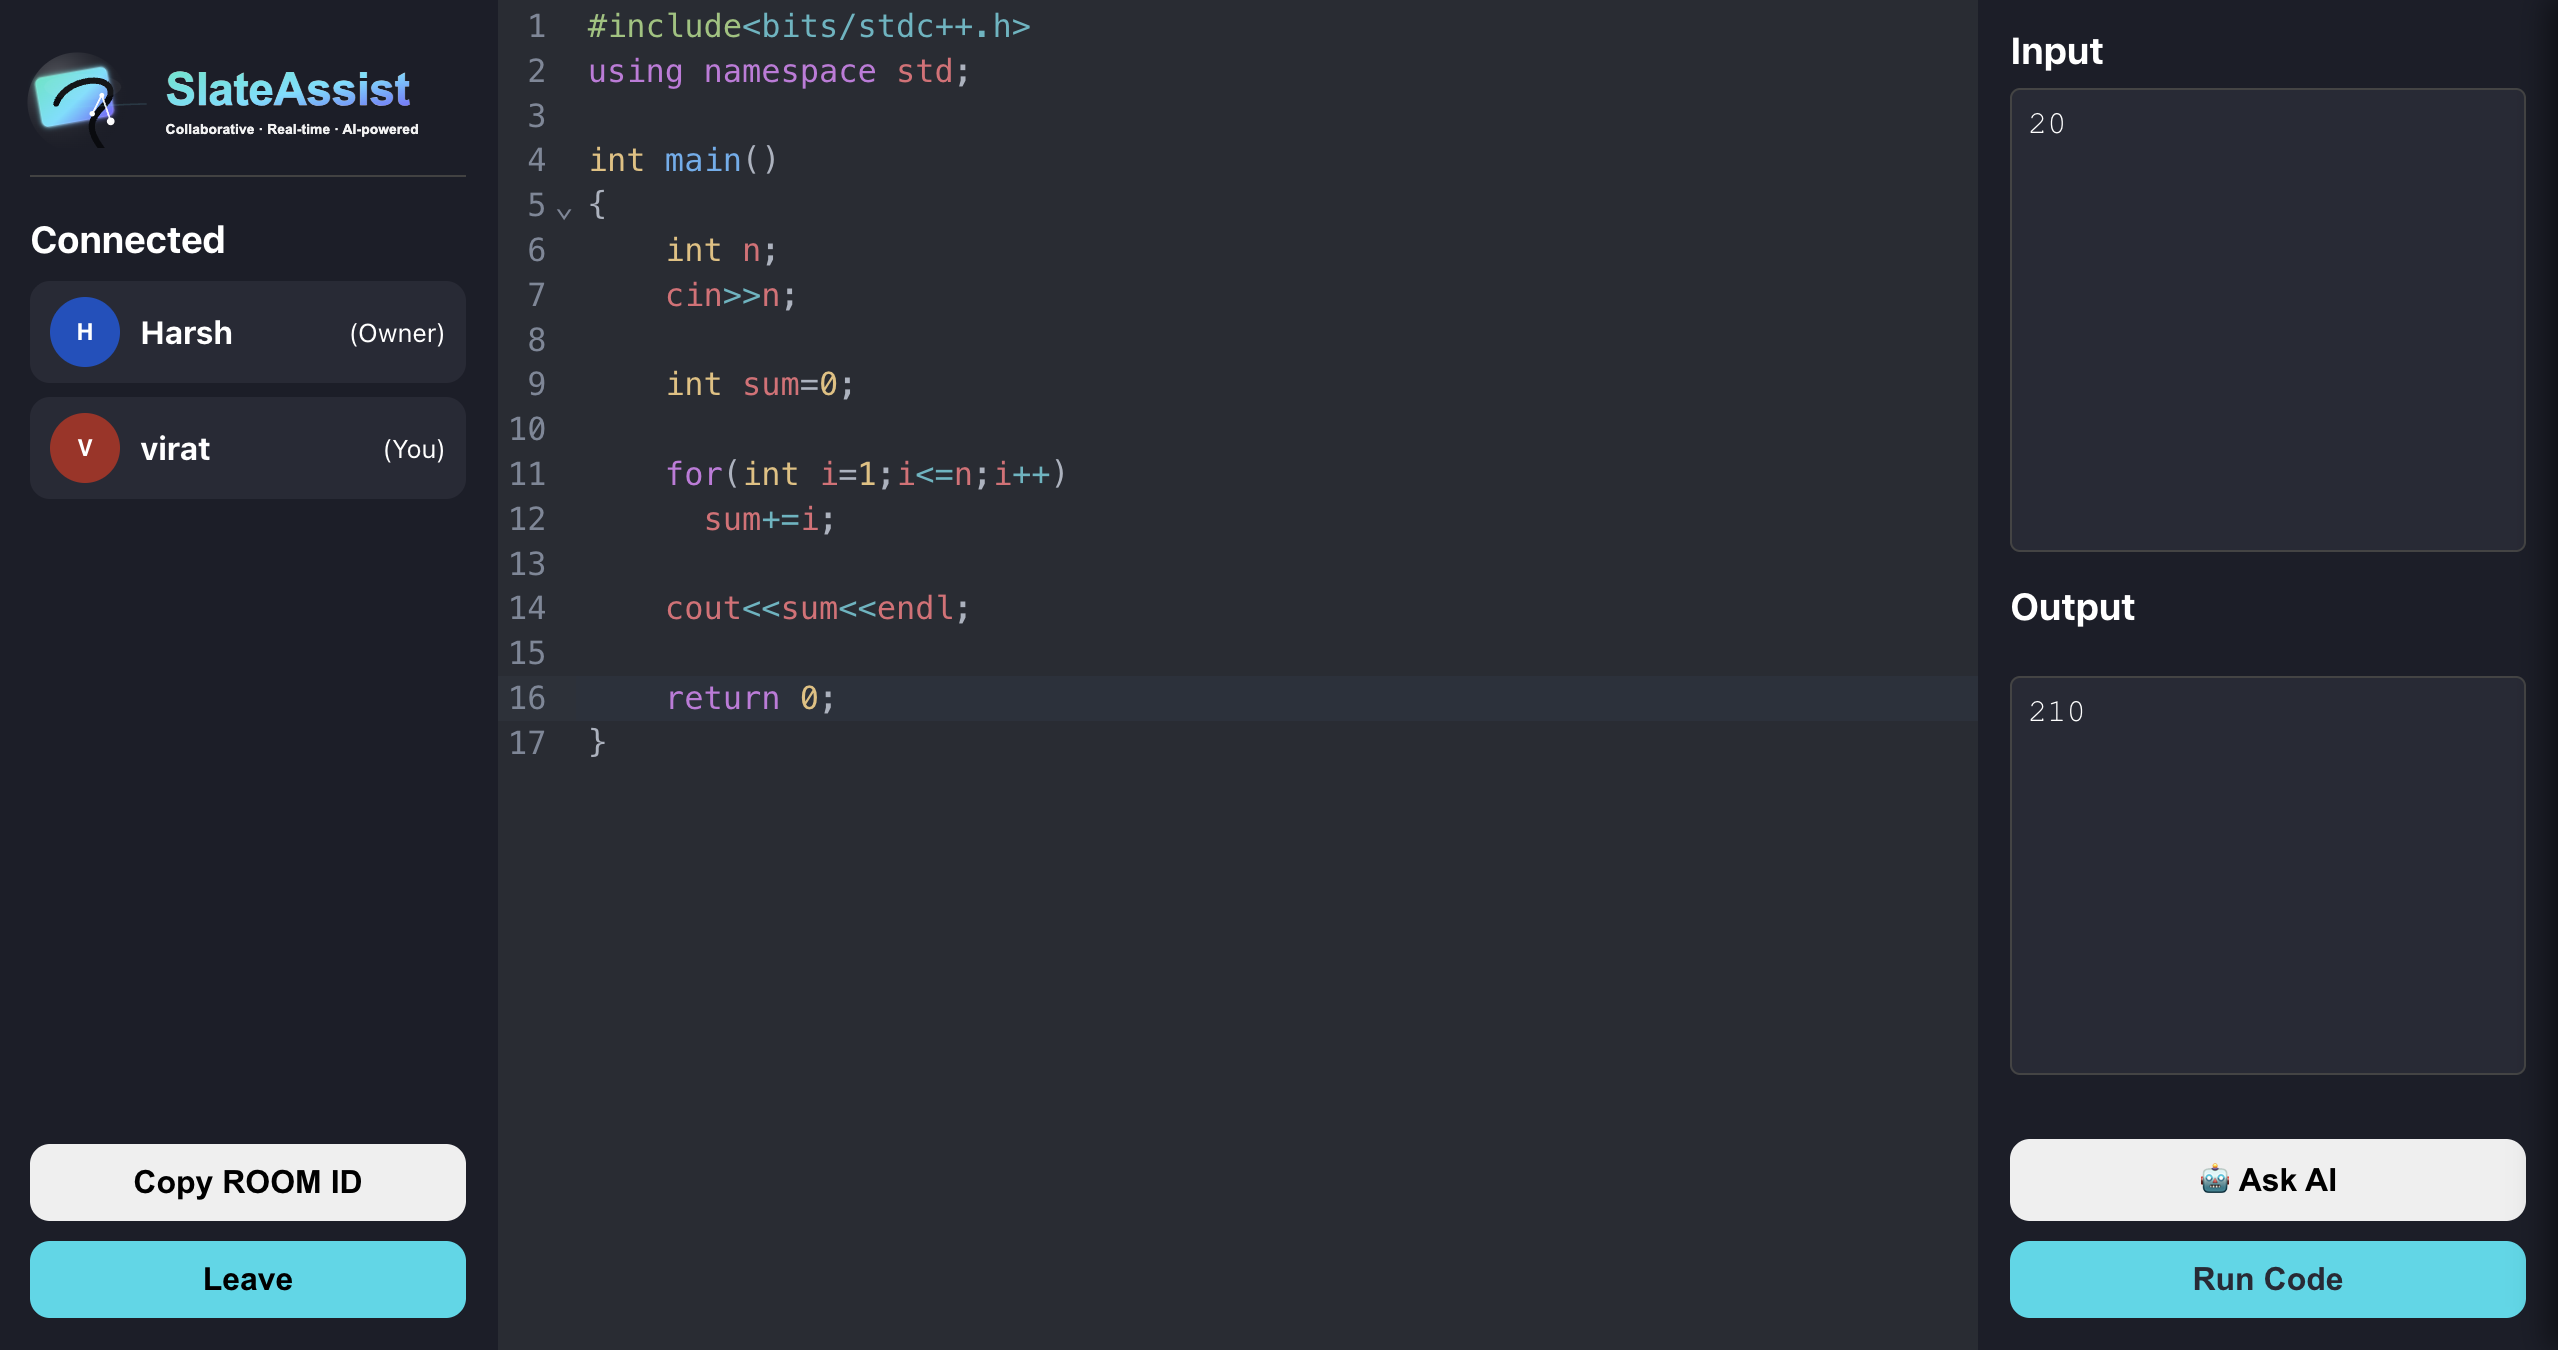 SlateAssist
Collaborative · Real-time · AI-powered
Connected
H Harsh (Owner)
V virat (You)
Copy ROOM ID
Leave
1 #include<bits/stdc++.h>
2 using namespace std;
3
4 int main()
5 {
6     int n;
7     cin>>n;
8
9     int sum=0;
10
11     for(int i=1;i<=n;i++)
12       sum+=i;
13
14     cout<<sum<<endl;
15
16     return 0;
17 }
Input
20
Output
210
🤖 Ask AI
Run Code